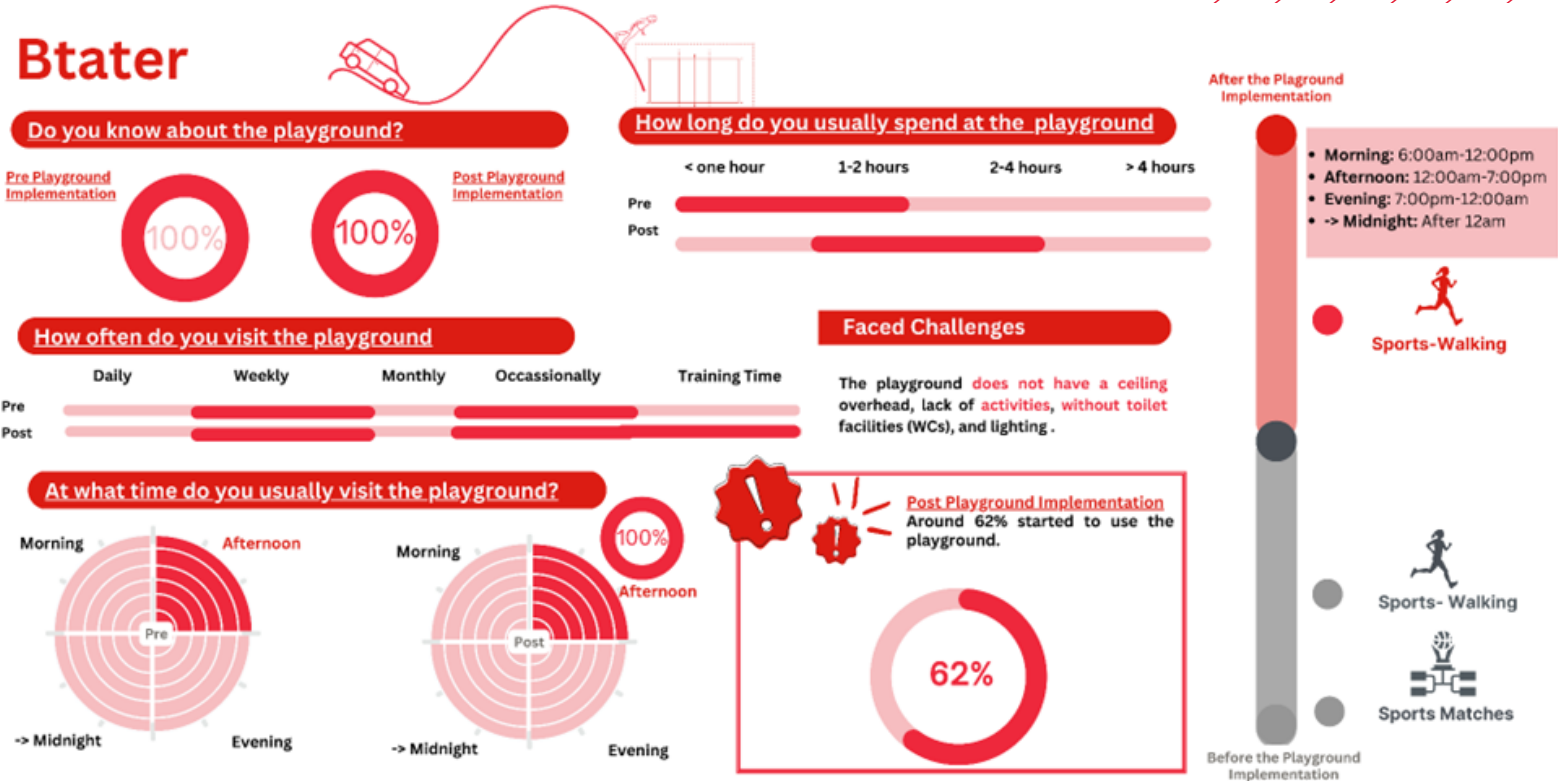 Btater
Do you know about the playground?
Pre Playground
Implementation
100%
100%
Post Playground
Implementation
How long do you usually spend at the playground
< one hour 1-2 hours 2-4 hours > 4 hours
Pre
Post
How often do you visit the playground
Daily Weekly Monthly Occassionally Training Time
Pre
Post
Faced Challenges
The playground does not have a ceiling
overhead, lack of activities, without toilet
facilities (WCs), and lighting .
At what time do you usually visit the playground?
Morning
Afternoon
Pre
-> Midnight
Evening
Morning
100%
Afternoon
Post
-> Midnight
Evening
Post Playground Implementation
Around 62% started to use the
playground.
62%
After the Plaground
Implementation
• Morning: 6:00am-12:00pm
• Afternoon: 12:00am-7:00pm
• Evening: 7:00pm-12:00am
• -> Midnight: After 12am
Sports-Walking
Sports- Walking
Sports Matches
Before the Playground
Implementation